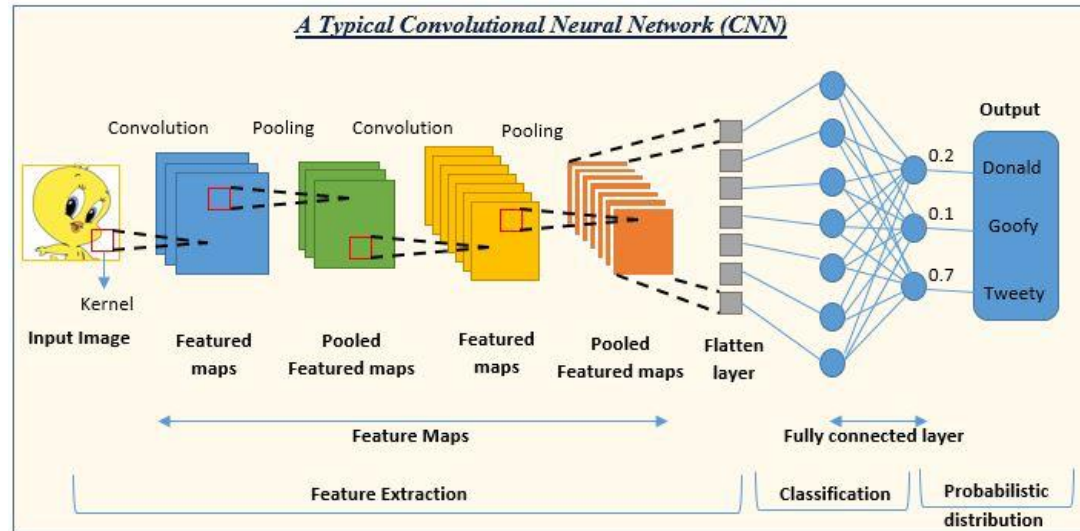 A Typical Convolutional Neural Network (CNN)
Convolution
Pooling
Convolution
Pooling
Output
0.2
Donald
0.1
Goofy
0.7
Tweety
Kernel
Input Image
Featured
maps
Pooled
Featured maps
Featured
maps
Pooled
Featured maps
Flatten
layer
Feature Maps
Fully connected layer
Feature Extraction
Classification
Probabilistic
distribution